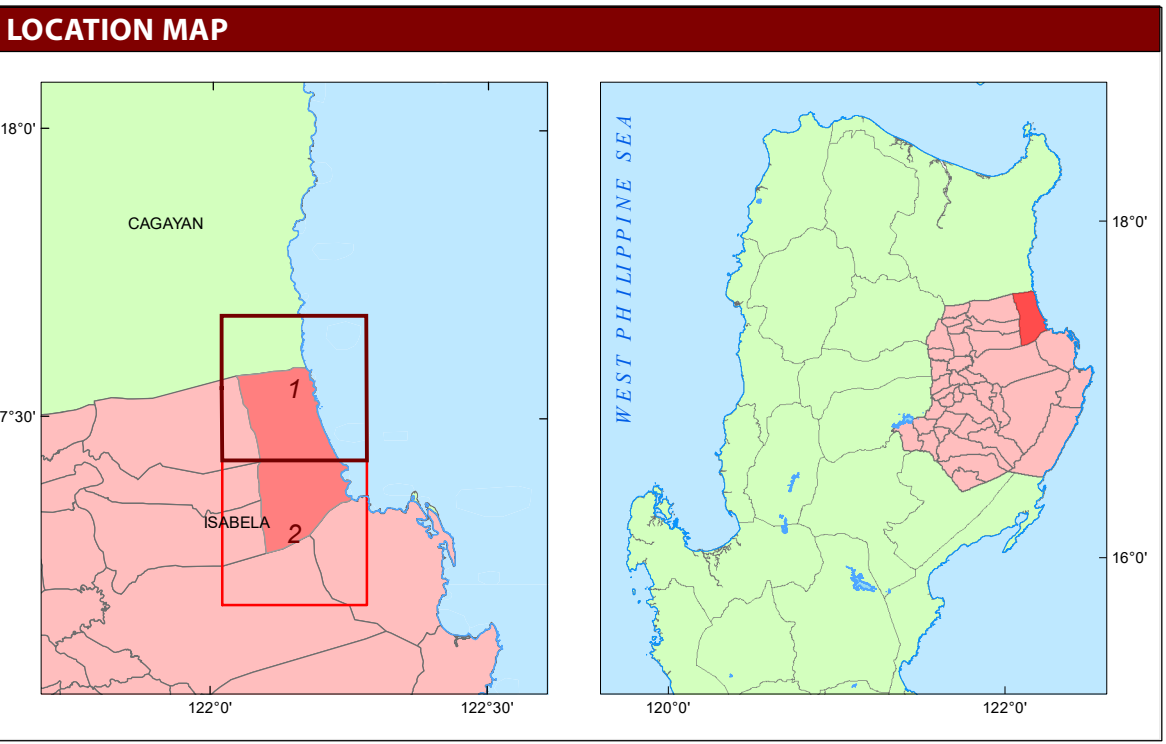 LOCATION MAP
18°0'
CAGAYAN
7°30'
1
ISABELA
2
122°0'
122°30'
WEST PHILIPPINE SEA
18°0'
16°0'
120°0'
122°0'